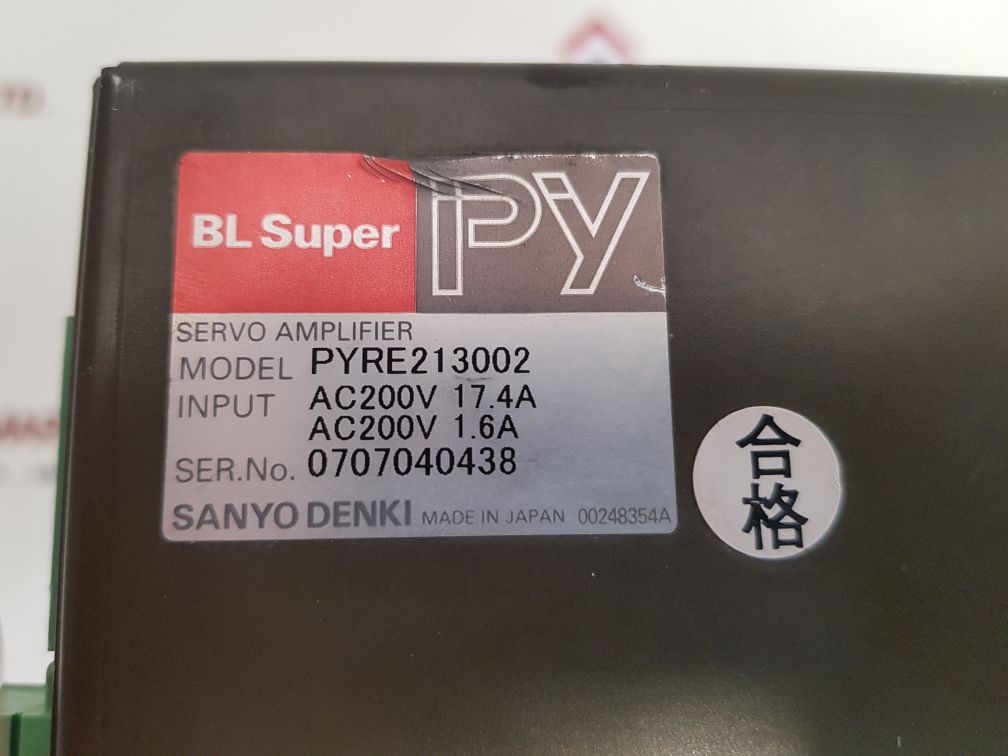 BL Super PY
SERVO AMPLIFIER
MODEL PYRE213002
INPUT AC200V 17.4A
AC200V 1.6A
SER.No. 0707040438
SANYO DENKI MADE IN JAPAN 00248354A
合
格